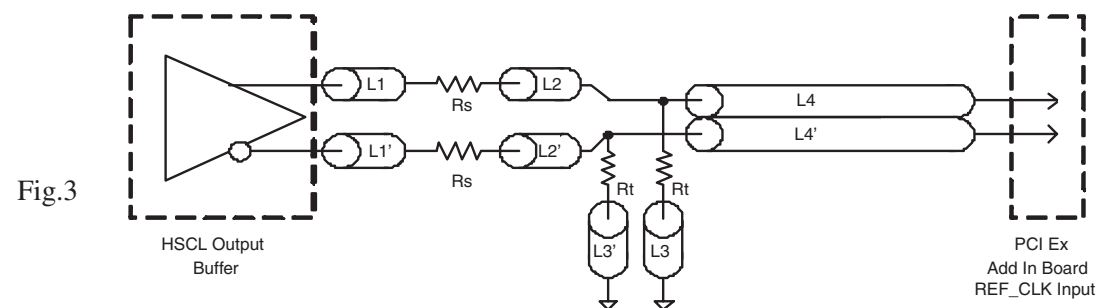 L1
Rs
L2
L4
L1'
Rs
L2'
L4'
Rt
Rt
L3'
L3
Fig.3
HSCL Output
Buffer
PCI Ex
Add In Board
REF_CLK Input